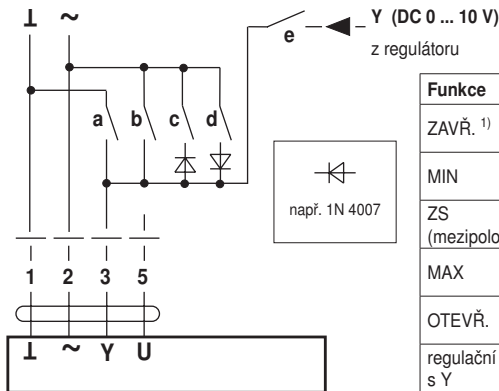 ⊥ ~
Y (DC 0 ... 10 V)
e
z regulátoru
a b c d
např. 1N 4007
1 2 3 5
⊥ ~ Y U
Funkce
ZAVŘ. 1)
MIN
ZS
(mezipolo
MAX
OTEVŘ.
regulační
s Y